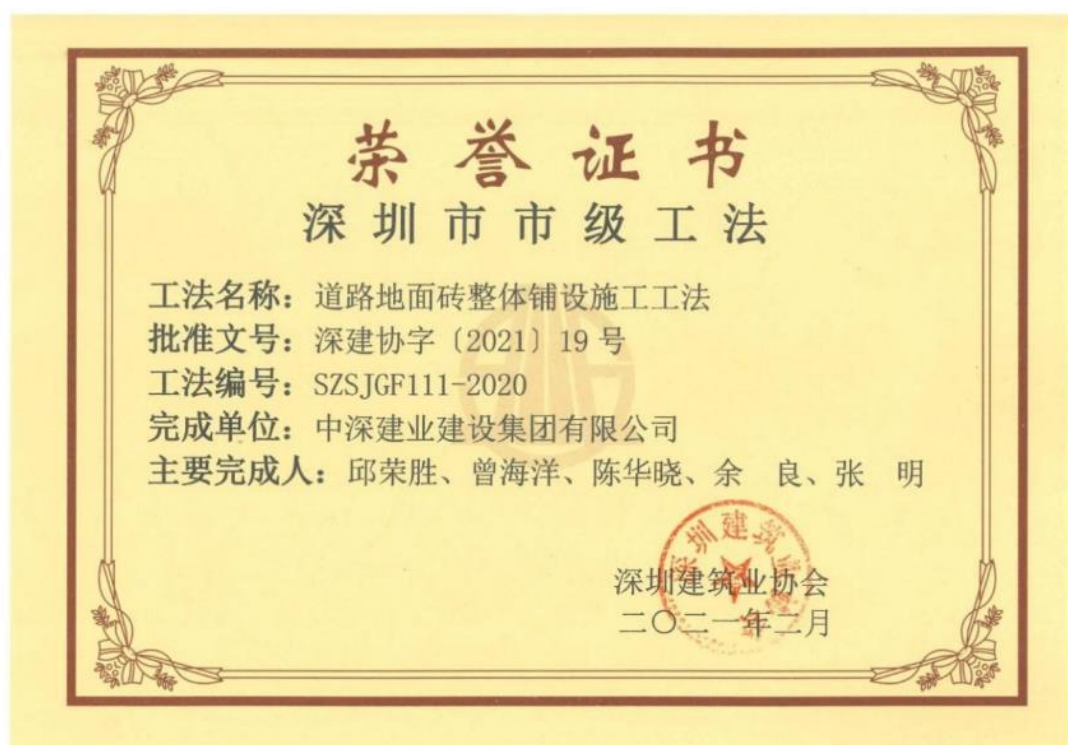 荣誉证书
深圳市市级工法
工法名称：道路地面砖整体铺设施工工法
批准文号：深建协字〔2021〕19号
工法编号：SZSJGF111-2020
完成单位：中深建业建设集团有限公司
主要完成人：邱荣胜、曾海洋、陈华晓、余　良、张　明
深圳建筑业协会
二〇二一年二月